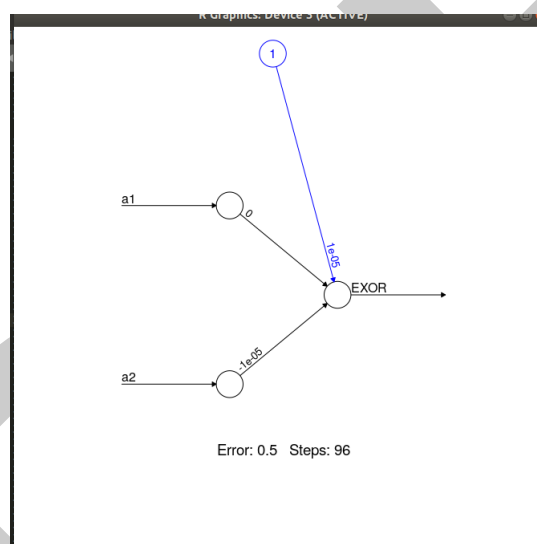 R Graphics: Device 3 (ACTIVE)
1
a1
0
1e-05
EXOR
-1e-05
a2
Error: 0.5 Steps: 96